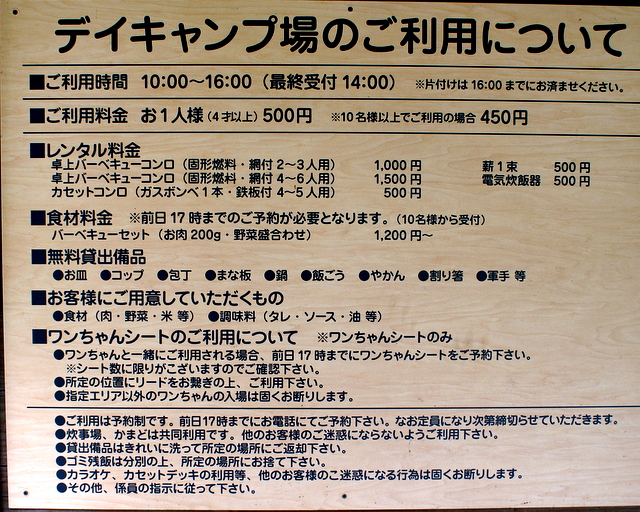 デイキャンプ場のご利用について
■ご利用時間 10:00〜16:00（最終受付 14:00） ※片付けは 16:00 までにお済ませください。
■ご利用料金 お１人様（４才以上）500円 ※10 名様以上でご利用の場合 450円
■レンタル料金
卓上バーベキューコンロ（固形燃料・網付 2〜3 人用） 1,000 円 薪１束 500 円
卓上バーベキューコンロ（固形燃料・網付 4〜6 人用） 1,500 円 電気炊飯器 500 円
カセットコンロ（ガスボンベ１本・鉄板付 4〜5 人用） 500 円
■食材料金 ※前日 17 時までのご予約が必要となります。（10名様から受付）
バーベキューセット（お肉 200g・野菜盛合わせ） 1,200 円〜
■無料貸出備品
●お皿 ●コップ ●包丁 ●まな板 ●鍋 ●飯ごう ●やかん ●割り箸 ●軍手 等
■お客様にご用意していただくもの
●食材（肉・野菜・米 等） ●調味料（タレ・ソース・油 等）
■ワンちゃんシートのご利用について ※ワンちゃんシートのみ
●ワンちゃんと一緒にご利用される場合、前日 17 時までにワンちゃんシートをご予約下さい。
※シート数に限りがございますのでご確認下さい。
●所定の位置にリードをお繋ぎの上、ご利用下さい。
●指定エリア以外のワンちゃんの入場は固くお断りします。
●ご利用は予約制です。前日17時までにお電話にてご予約下さい。なお定員になり次第締切らせていただきます。
●炊事場、かまどは共同利用です。他のお客様のご迷惑にならないようご利用下さい。
●貸出備品はきれいに洗って所定の場所にご返却下さい。
●ゴミ残飯は分別の上、所定の場所にお捨て下さい。
●カラオケ、カセットデッキの利用等、他のお客様のご迷惑になる行為は固くお断りします。
●その他、係員の指示に従って下さい。